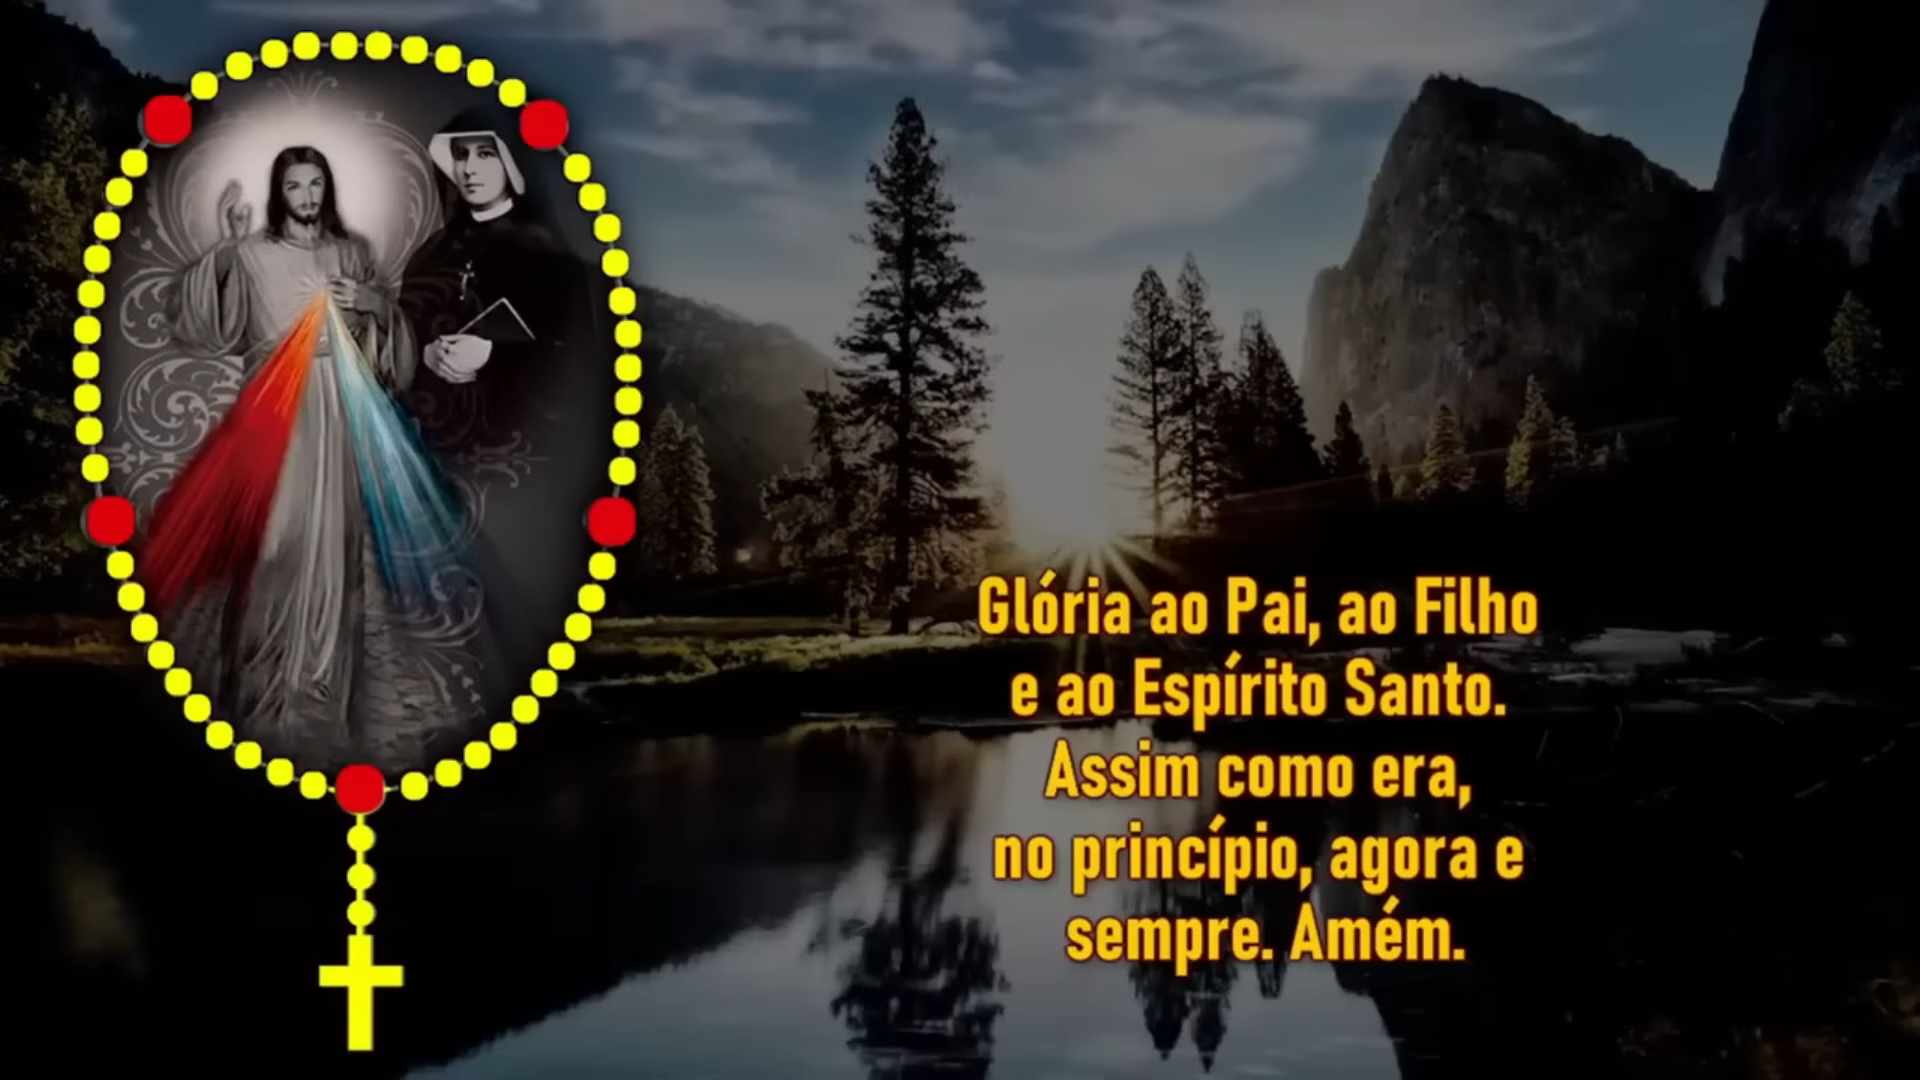 Glória ao Pai, ao Filho
e ao Espírito Santo.
Assim como era,
no princípio, agora e
sempre. Amém.